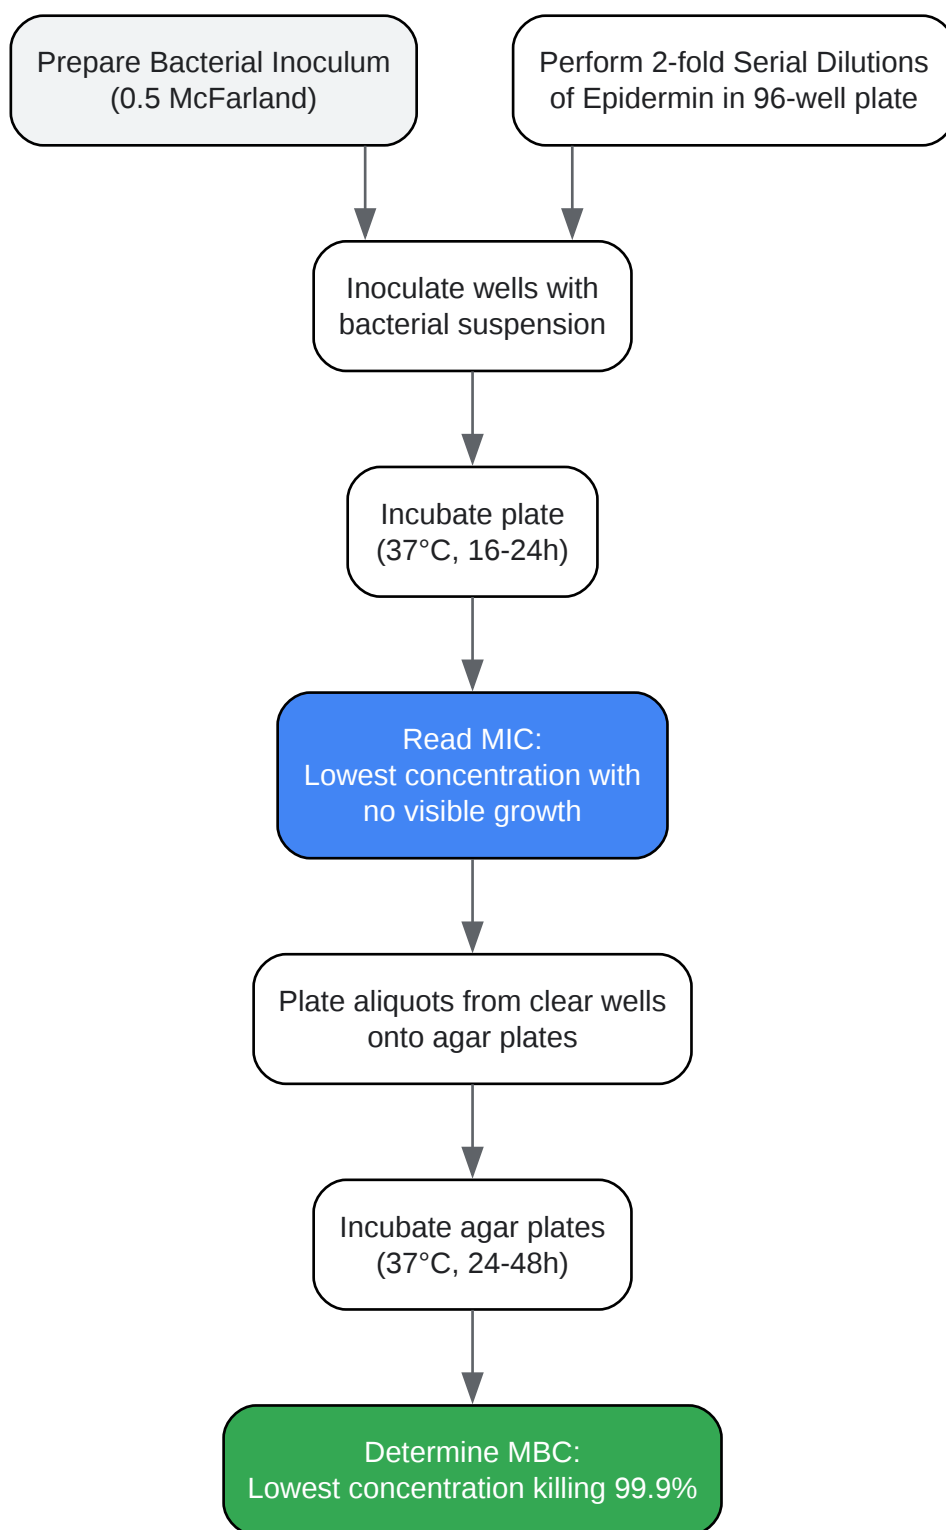 Prepare Bacterial Inoculum
(0.5 McFarland)
Perform 2-fold Serial Dilutions
of Epidermin in 96-well plate
Inoculate wells with
bacterial suspension
Incubate plate
(37°C, 16-24h)
Read MIC:
Lowest concentration with
no visible growth
Plate aliquots from clear wells
onto agar plates
Incubate agar plates
(37°C, 24-48h)
Determine MBC:
Lowest concentration killing 99.9%